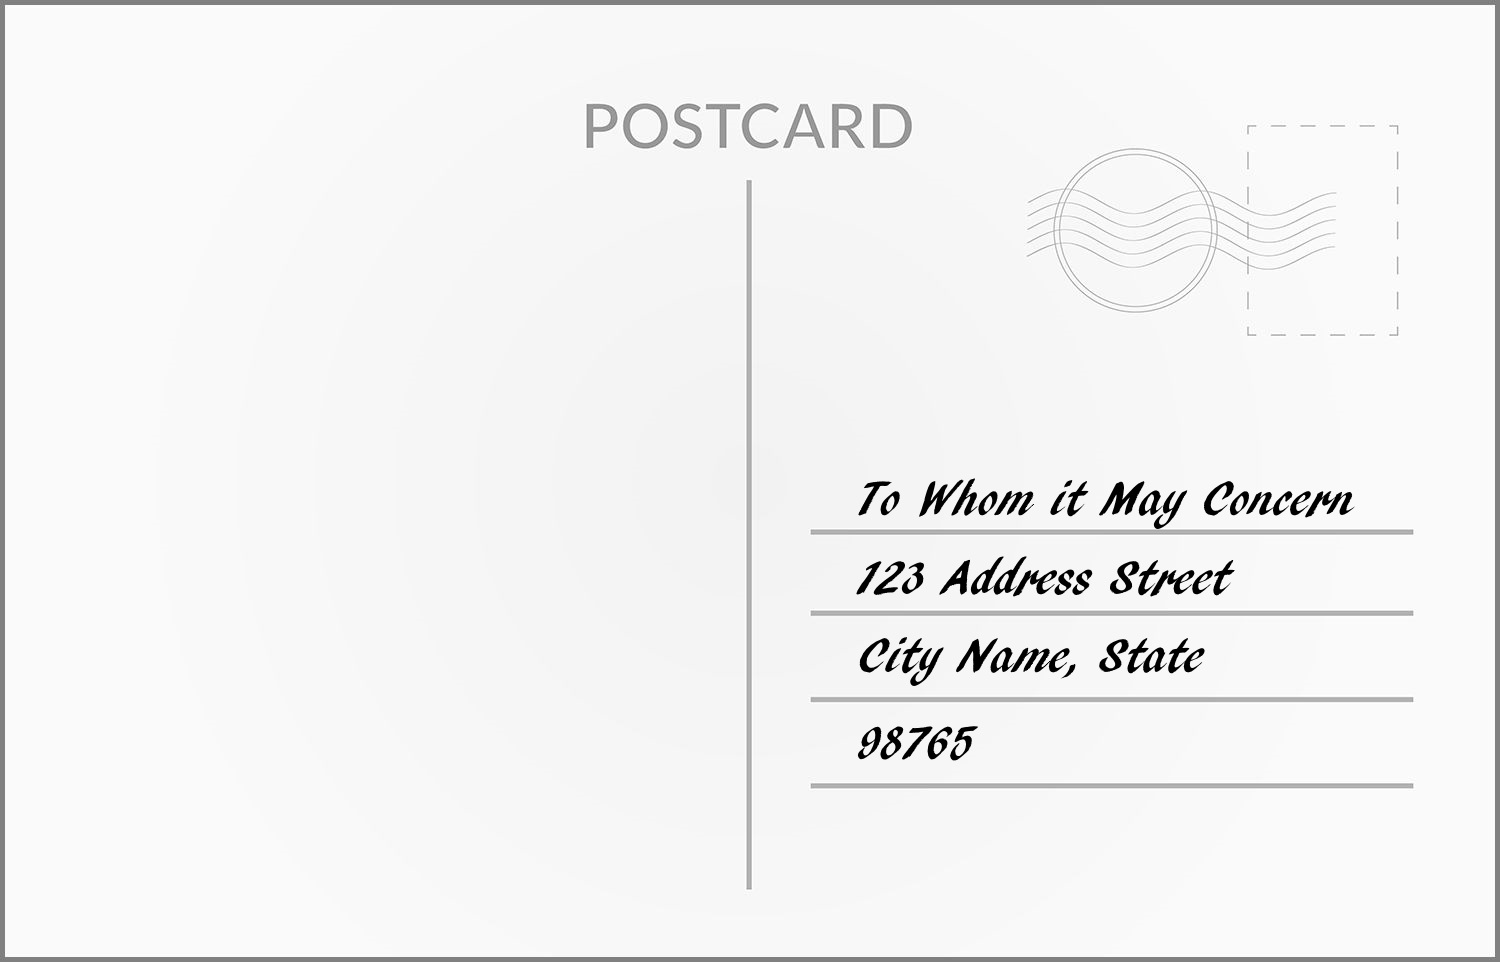 POSTCARD
To Whom it May Concern
123 Address Street
City Name, State
98765